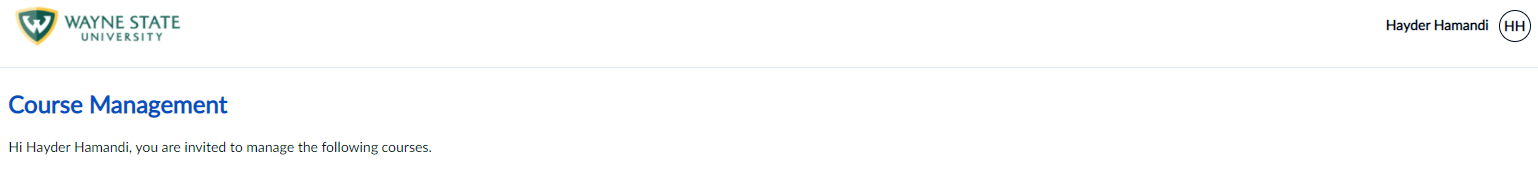 WAYNE STATE
UNIVERSITY
Hayder Hamandi HH
Course Management
Hi Hayder Hamandi, you are invited to manage the following courses.